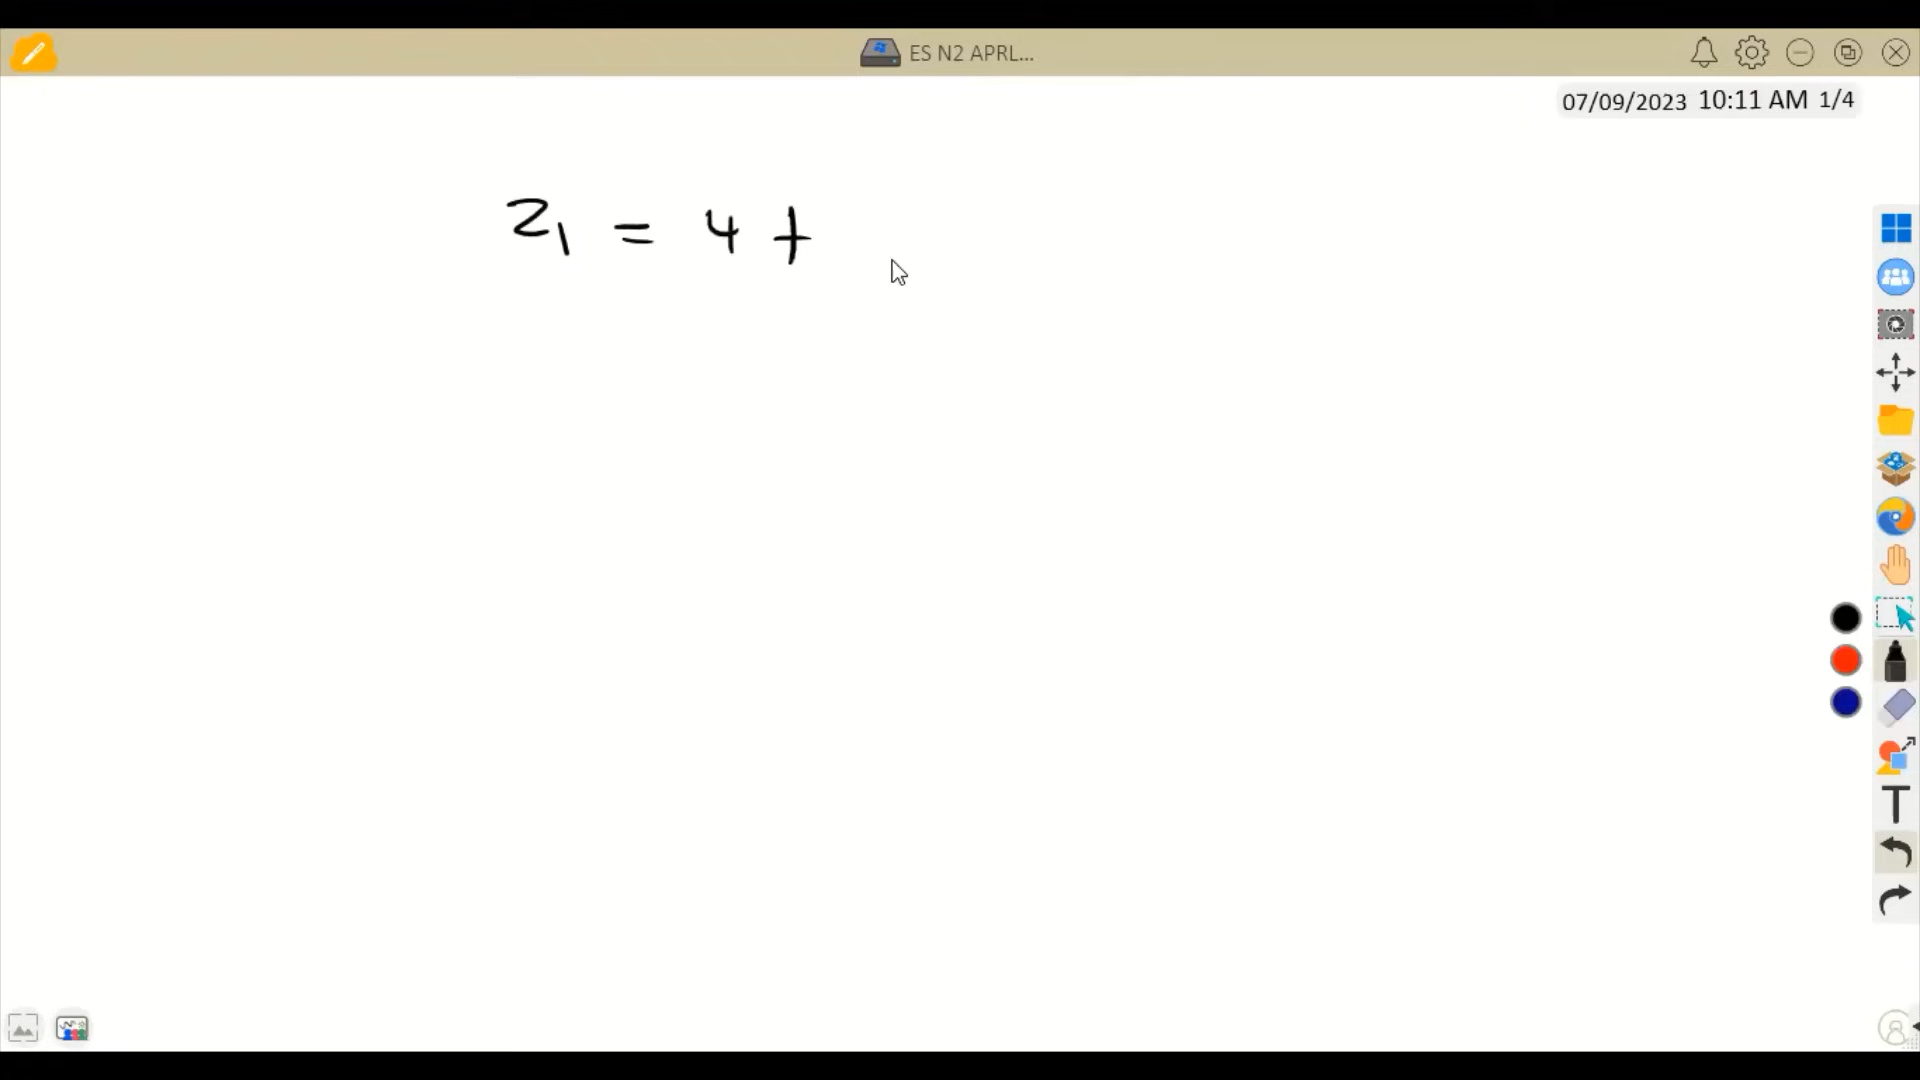 ES N2 APRL...
07/09/2023 10:11 AM 1/4
z₁ = 4 +
T